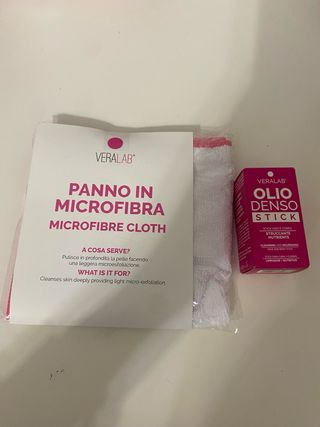 VERALAB™
PANNO IN
MICROFIBRA
MICROFIBRE CLOTH
A COSA SERVE?
Pulisce in profondità la pelle facendo
una leggera microesfoliazione.
WHAT IS IT FOR?
Cleanses skin deeply providing light micro-exfoliation.
VERALAB®
OLIO
DENSO
STICK
STRUCCANTE
NUTRIENTE